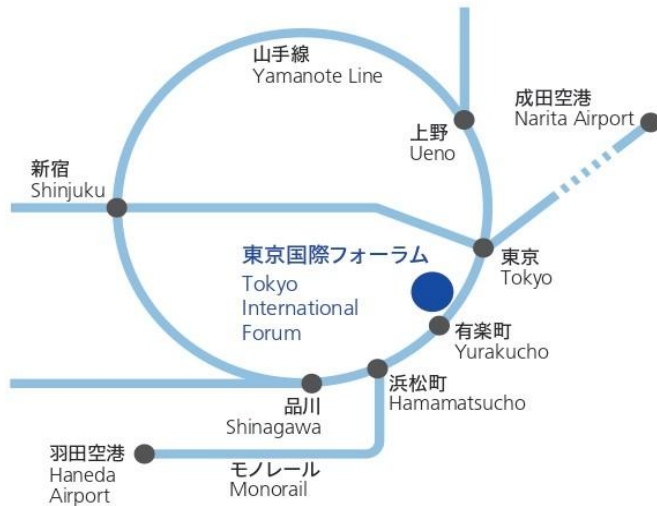 山手線
Yamanote Line
成田空港
Narita Airport
上野
Ueno
新宿
Shinjuku
東京国際フォーラム
Tokyo
International
Forum
東京
Tokyo
有楽町
Yurakucho
浜松町
Hamamatsucho
品川
Shinagawa
羽田空港
Haneda
Airport
モノレール
Monorail